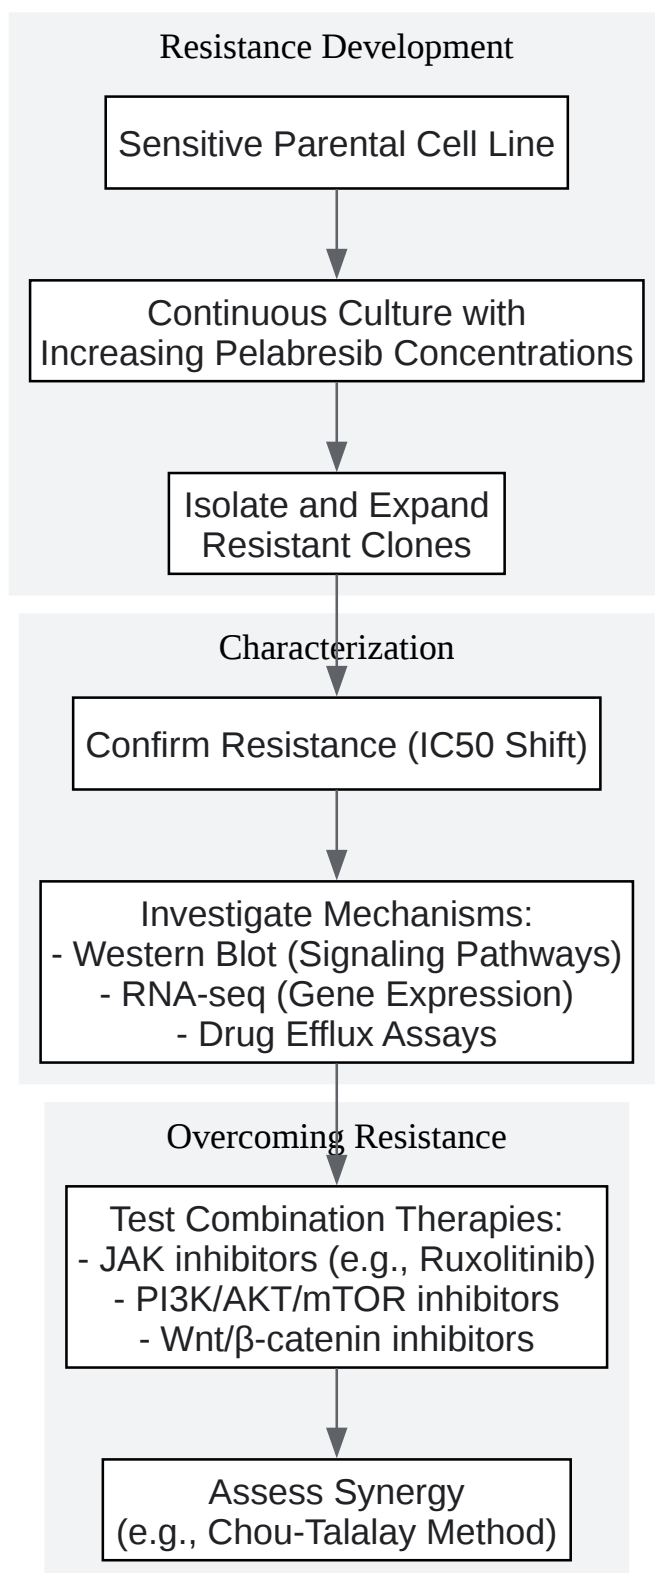 Resistance Development
Sensitive Parental Cell Line
Continuous Culture with
Increasing Pelabresib Concentrations
Isolate and Expand
Resistant Clones
Characterization
Confirm Resistance (IC50 Shift)
Investigate Mechanisms:
- Western Blot (Signaling Pathways)
- RNA-seq (Gene Expression)
- Drug Efflux Assays
Overcoming Resistance
Test Combination Therapies:
- JAK inhibitors (e.g., Ruxolitinib)
- PI3K/AKT/mTOR inhibitors
- Wnt/β-catenin inhibitors
Assess Synergy
(e.g., Chou-Talalay Method)